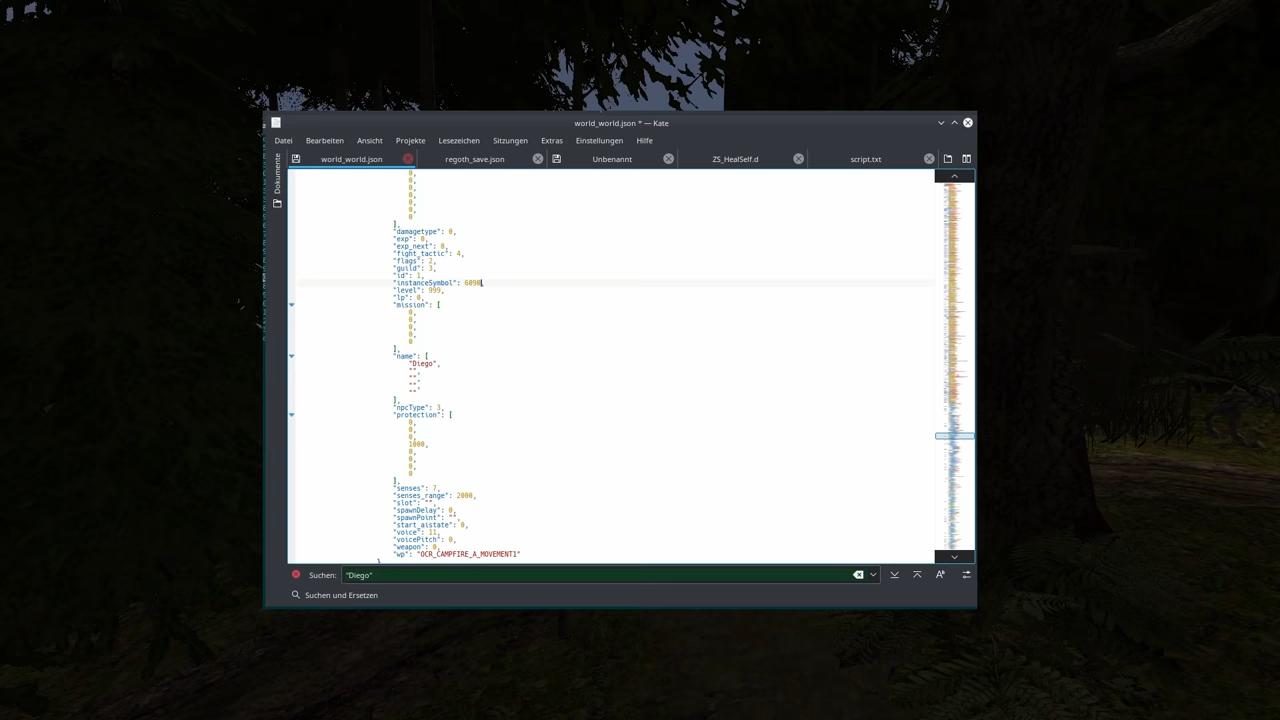 world_world.json * — Kate
Datei Bearbeiten Ansicht Projekte Lesezeichen Sitzungen Extras Einstellungen Hilfe
world_world.json regoth_save.json Unbenannt ZS_HealSelf.d script.txt
Dokumente
0,
0,
0,
0,
0,
0,
0
],
"damagetype": 0,
"exp": 0,
"exp_next": 0,
"fight_tactic": 4,
"flags": 2,
"guild": 3,
"id": 1,
"instanceSymbol": 6090,
"level": 999,
"lp": 0,
"mission": [
0,
0,
0,
0,
0
],
"name": [
"Diego",
"",
"",
"",
""
],
"npcType": 3,
"protection": [
0,
0,
0,
1000,
0,
0,
0,
0
],
"senses": 7,
"senses_range": 2000,
"slot": "",
"spawnDelay": 0,
"spawnPoint": "",
"start_aistate": 0,
"voice": 11,
"voicePitch": 0,
"weapon": 0,
"wp": "OCR_CAMPFIRE_A_MOVEMENT1"
}
Suchen: "Diego"
Suchen und Ersetzen